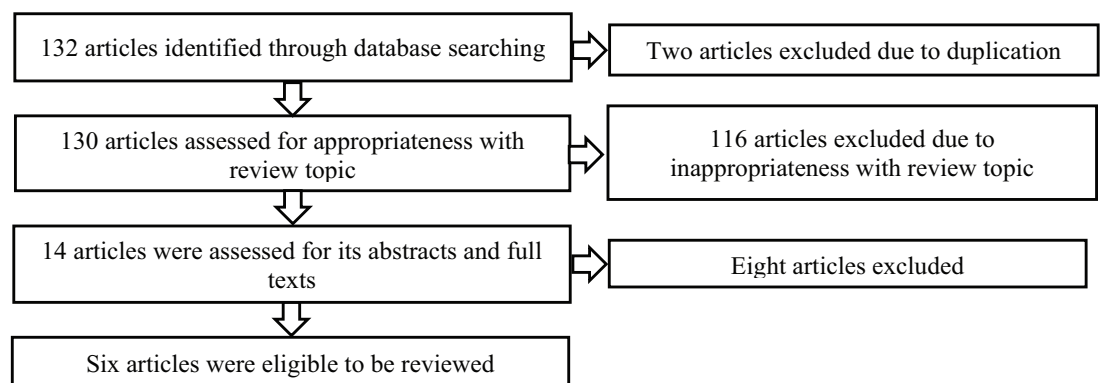 132 articles identified through database searching
Two articles excluded due to duplication
130 articles assessed for appropriateness with
review topic
116 articles excluded due to
inappropriateness with review topic
14 articles were assessed for its abstracts and full
texts
Eight articles excluded
Six articles were eligible to be reviewed